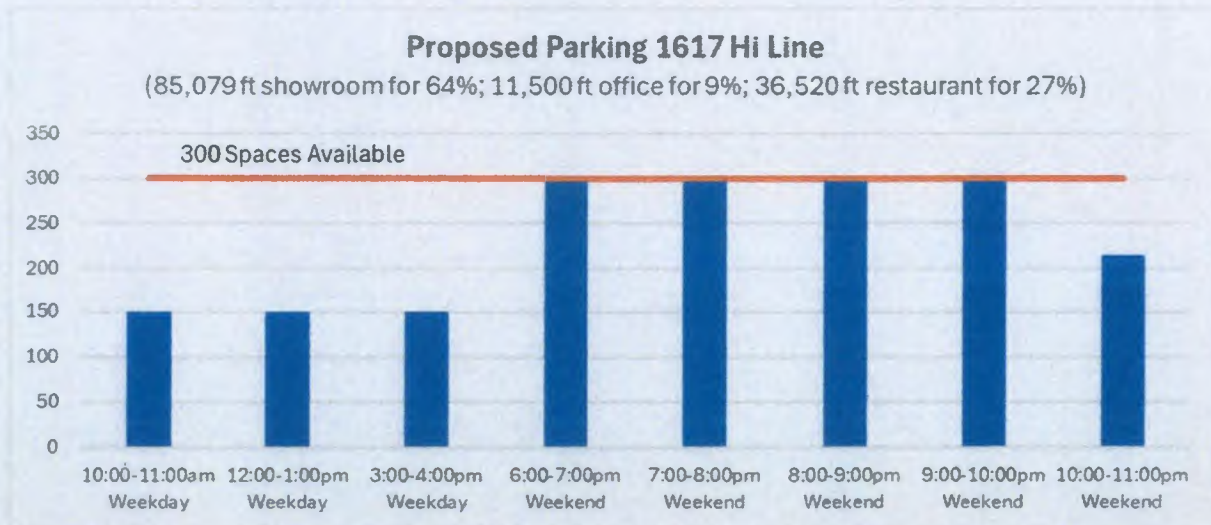 Proposed Parking 1617 Hi Line
(85,079 ft showroom for 64%; 11,500 ft office for 9%; 36,520 ft restaurant for 27%)
350
300 Spaces Available
300
250
200
150
100
50
0
10:00-11:00am 12:00-1:00pm 3:00-4:00pm 6:00-7:00pm 7:00-8:00pm 8:00-9:00pm 9:00-10:00pm 10:00-11:00pm
Weekday Weekday Weekday Weekend Weekend Weekend Weekend Weekend